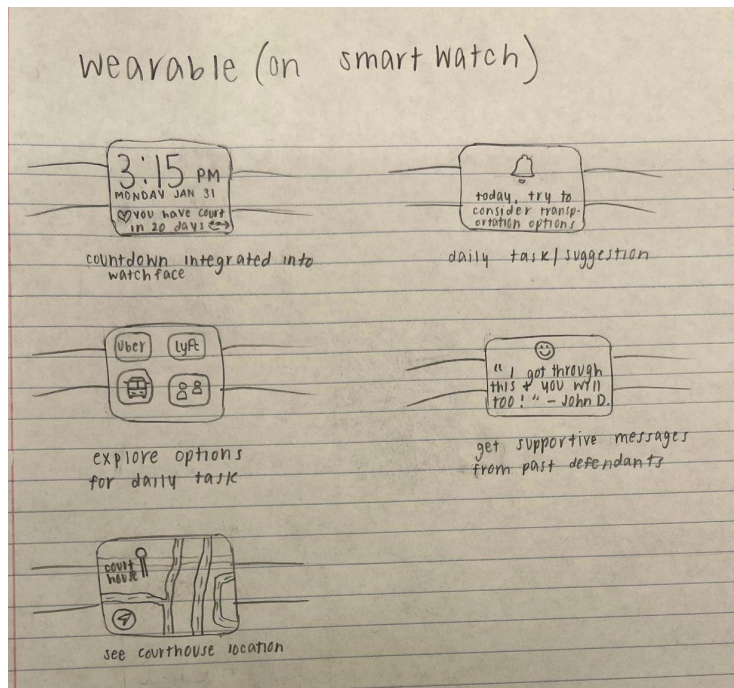 wearable (on smart watch)
3:15 PM
MONDAY JAN 31
you have court
in 20 days
countdown integrated into
watchface
today, try to
consider transp-
ortation options
daily task/suggestion
uber
lyft
explore options
for daily task
" I got through
this & you will
too! " - John D.
get supportive messages
from past defendants
court
house
see courthouse location